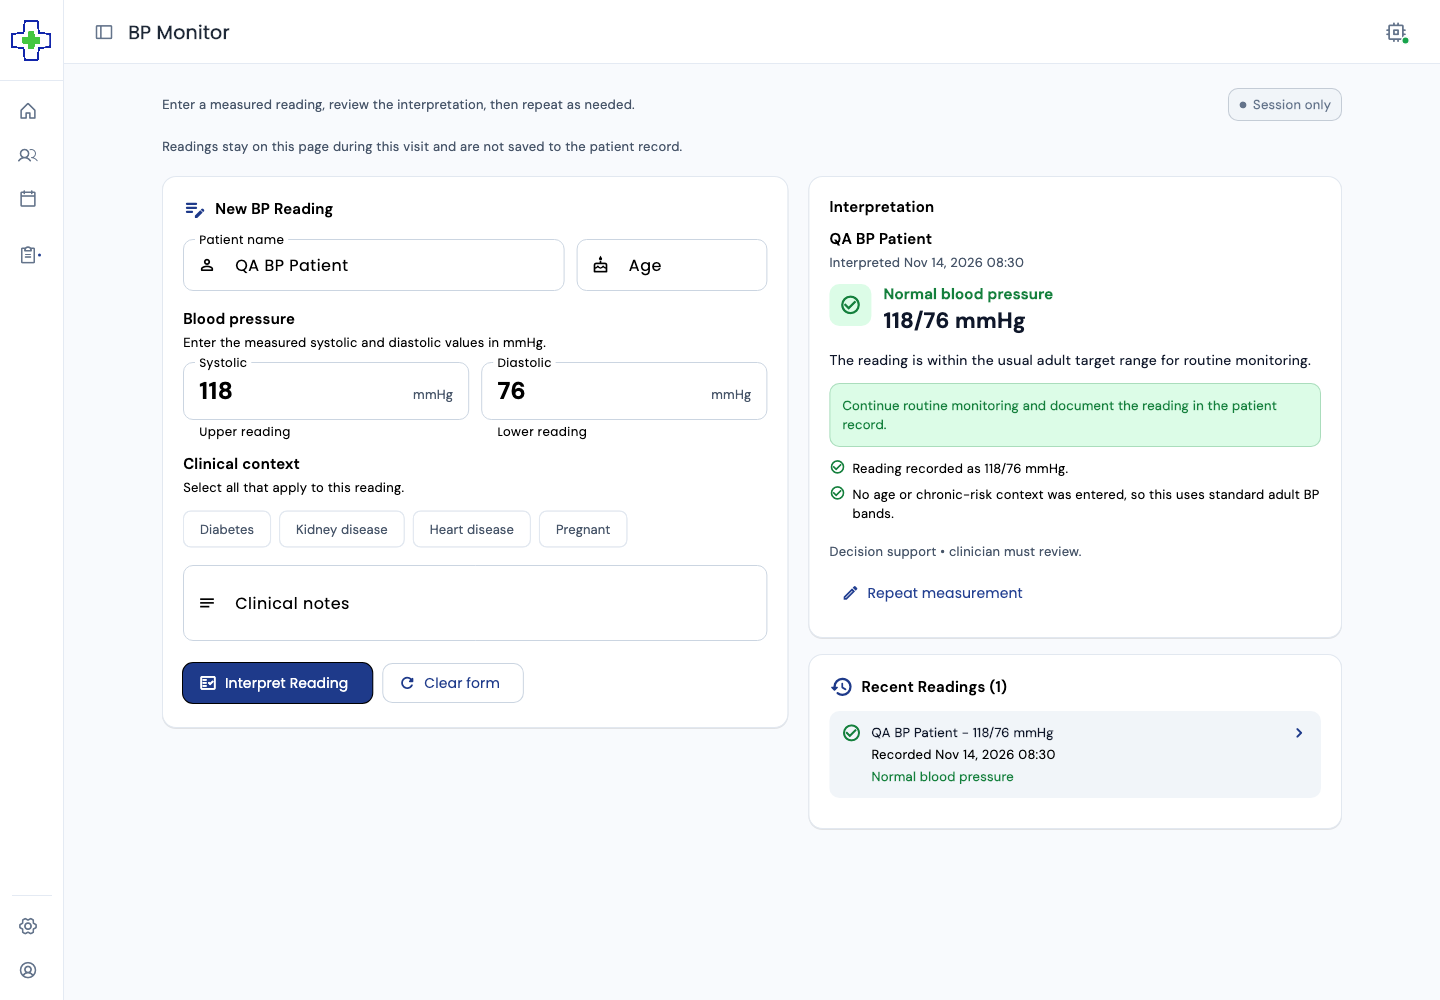 BP Monitor
Enter a measured reading, review the interpretation, then repeat as needed.
Session only
Readings stay on this page during this visit and are not saved to the patient record.
New BP Reading
Patient name
QA BP Patient
Age
Blood pressure
Enter the measured systolic and diastolic values in mmHg.
Systolic
118
mmHg
Upper reading
Diastolic
76
mmHg
Lower reading
Clinical context
Select all that apply to this reading.
Diabetes
Kidney disease
Heart disease
Pregnant
Clinical notes
Interpret Reading
Clear form
Interpretation
QA BP Patient
Interpreted Nov 14, 2026 08:30
Normal blood pressure
118/76 mmHg
The reading is within the usual adult target range for routine monitoring.
Continue routine monitoring and document the reading in the patient
record.
Reading recorded as 118/76 mmHg.
No age or chronic-risk context was entered, so this uses standard adult BP
bands.
Decision support • clinician must review.
Repeat measurement
Recent Readings (1)
QA BP Patient - 118/76 mmHg
Recorded Nov 14, 2026 08:30
Normal blood pressure